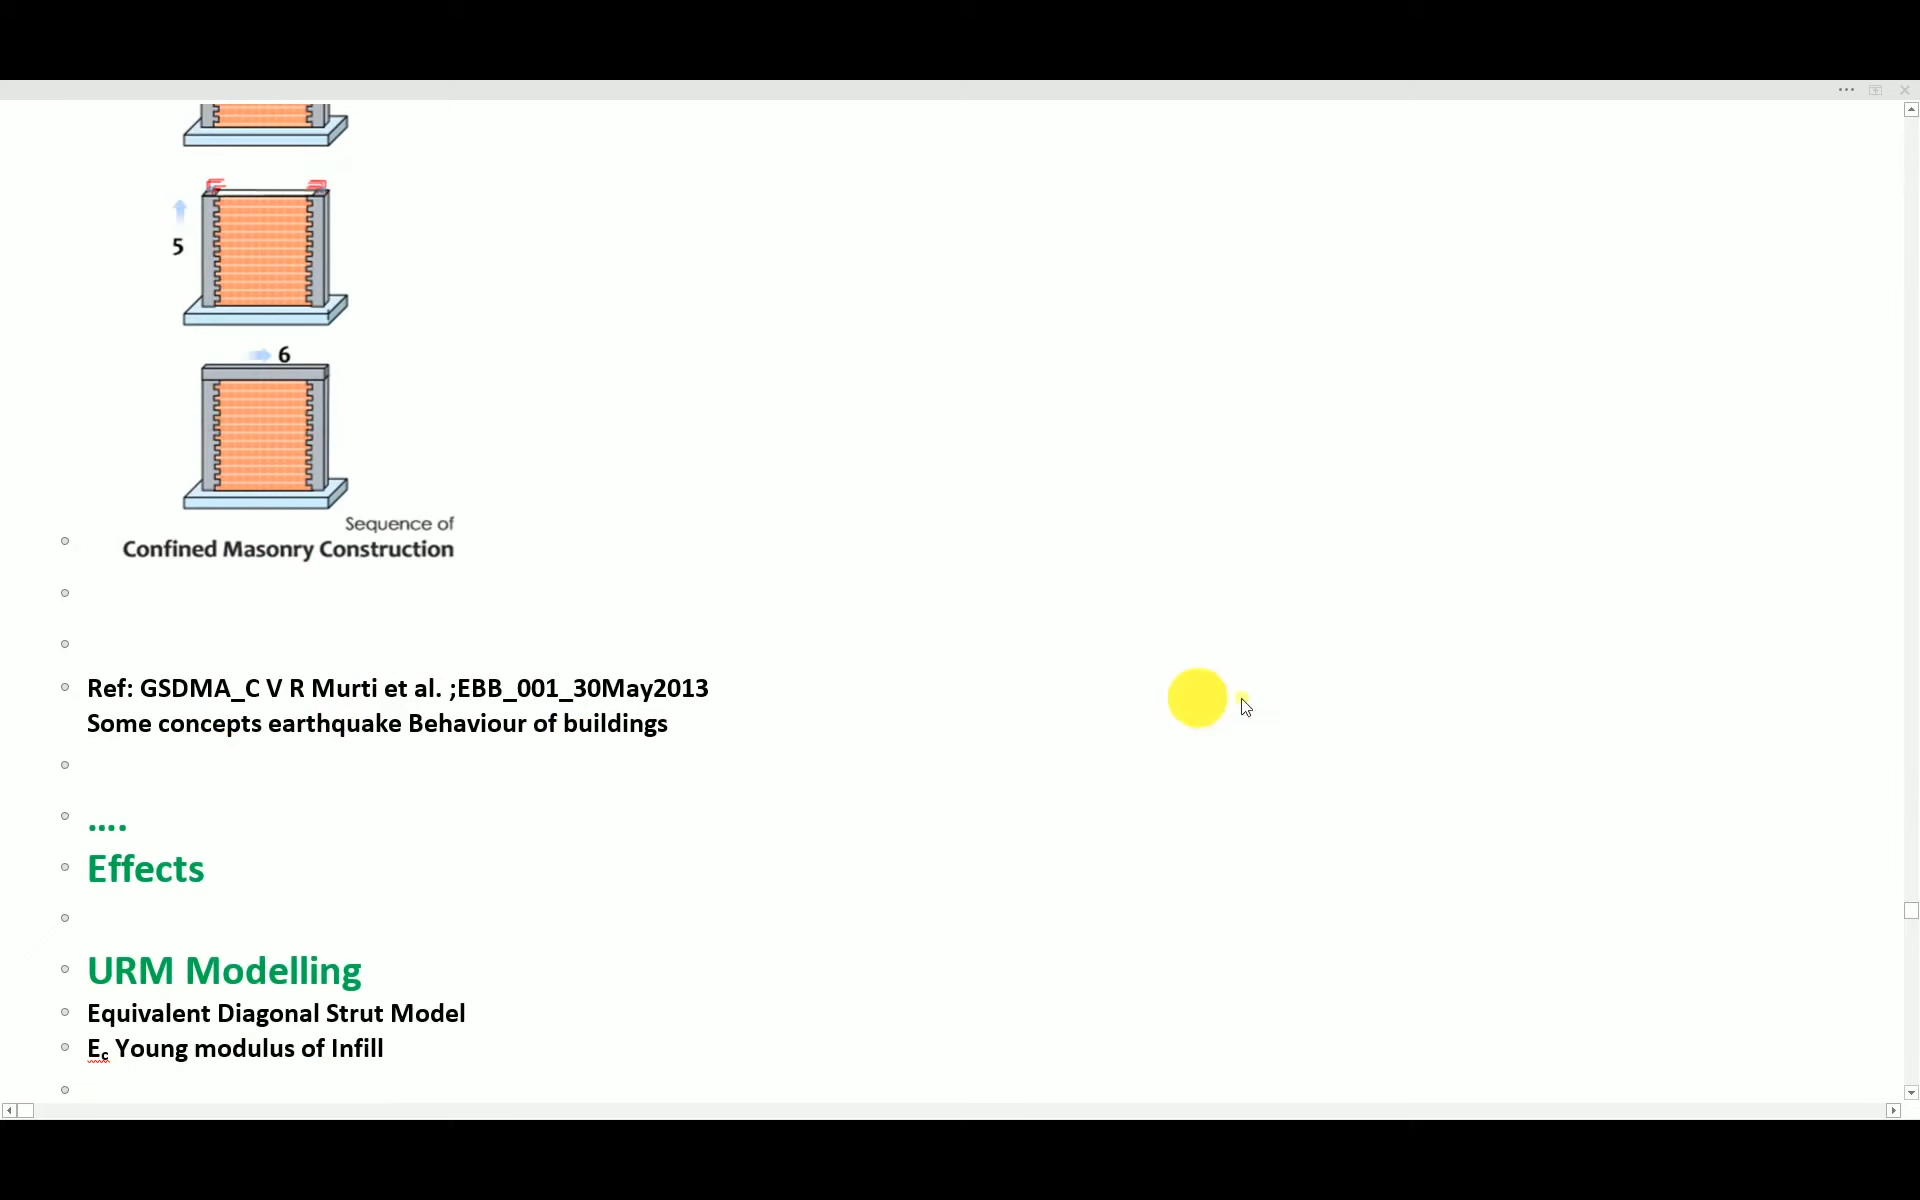 5
6
Sequence of
Confined Masonry Construction
Ref: GSDMA_C V R Murti et al. ;EBB_001_30May2013
Some concepts earthquake Behaviour of buildings
....
Effects
URM Modelling
Equivalent Diagonal Strut Model
Ec Young modulus of Infill